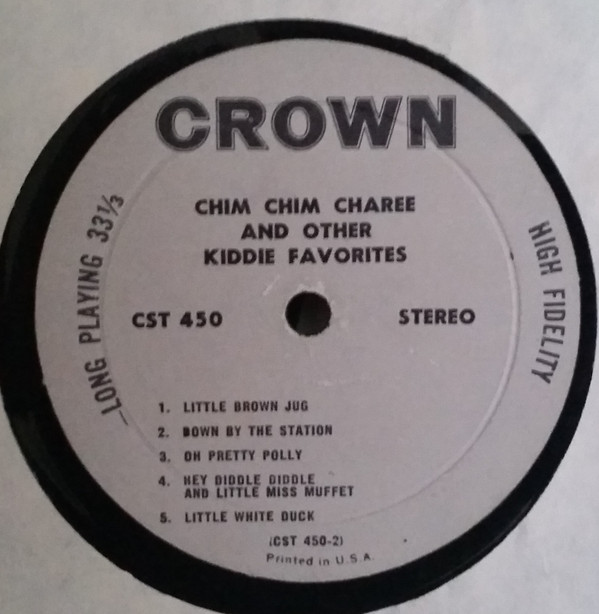 CROWN
CHIM CHIM CHAREE
AND OTHER
KIDDIE FAVORITES
LONG PLAYING 33⅓
HIGH FIDELITY
CST 450
STEREO
1. LITTLE BROWN JUG
2. DOWN BY THE STATION
3. OH PRETTY POLLY
4. HEY DIDDLE DIDDLE
AND LITTLE MISS MUFFET
5. LITTLE WHITE DUCK
(CST 450-2)
Printed in U.S.A.